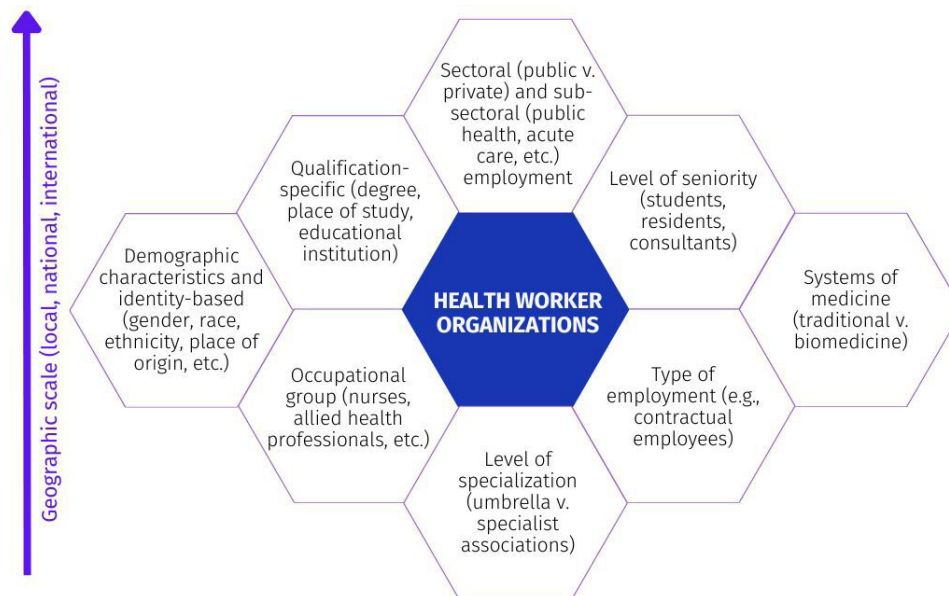 Geographic scale (local, national, international)
Sectoral (public v.
private) and sub-
sectoral (public
health, acute
care, etc.)
employment
Qualification-
specific (degree,
place of study,
educational
institution)
Level of seniority
(students,
residents,
consultants)
Demographic
characteristics and
identity-based
(gender, race,
ethnicity, place of
origin, etc.)
HEALTH WORKER
ORGANIZATIONS
Systems of
medicine
(traditional v.
biomedicine)
Occupational
group (nurses,
allied health
professionals, etc.)
Type of
employment (e.g.,
contractual
employees)
Level of
specialization
(umbrella v.
specialist
associations)